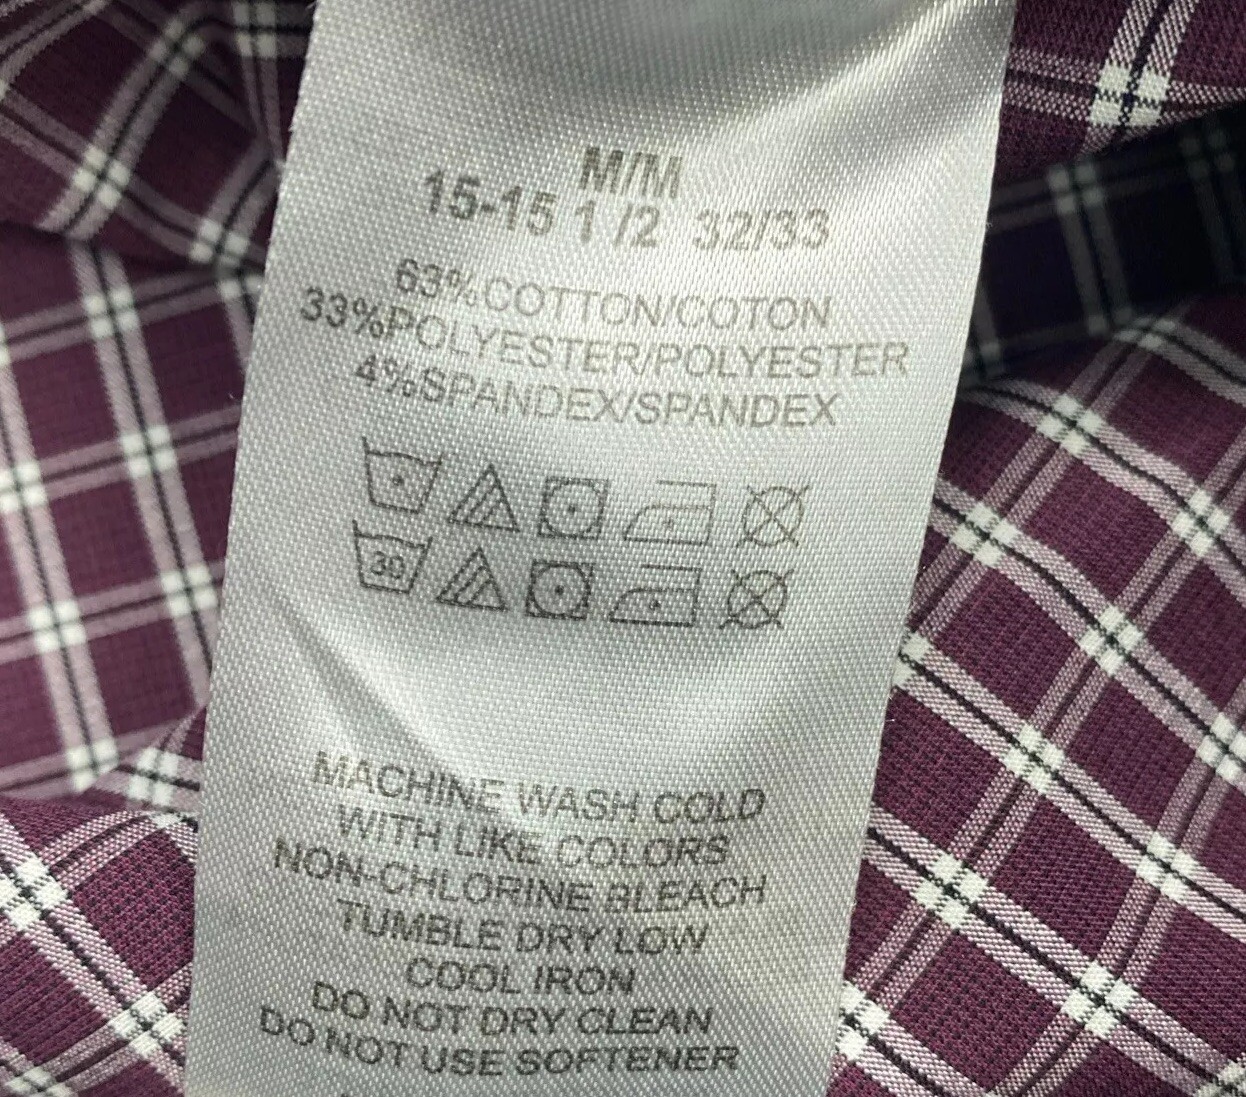 M/M
15-15 1/2 32/33
63%COTTON/COTON
33%POLYESTER/POLYESTER
4%SPANDEX/SPANDEX
30
MACHINE WASH COLD
WITH LIKE COLORS
NON-CHLORINE BLEACH
TUMBLE DRY LOW
COOL IRON
DO NOT DRY CLEAN
DO NOT USE SOFTENER